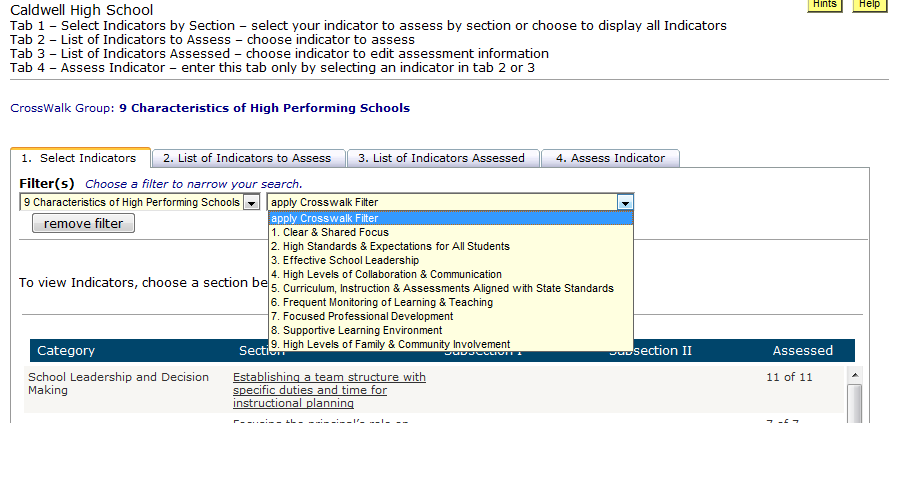 Hints Help
Caldwell High School
Tab 1 – Select Indicators by Section – select your indicator to assess by section or choose to display all Indicators
Tab 2 – List of Indicators to Assess – choose indicator to assess
Tab 3 – List of Indicators Assessed – choose indicator to edit assessment information
Tab 4 – Assess Indicator – enter this tab only by selecting an indicator in tab 2 or 3
CrossWalk Group: 9 Characteristics of High Performing Schools
1. Select Indicators 2. List of Indicators to Assess 3. List of Indicators Assessed 4. Assess Indicator
Filter(s) Choose a filter to narrow your search.
9 Characteristics of High Performing Schools apply Crosswalk Filter
remove filter
apply Crosswalk Filter
1. Clear & Shared Focus
2. High Standards & Expectations for All Students
3. Effective School Leadership
4. High Levels of Collaboration & Communication
5. Curriculum, Instruction & Assessments Aligned with State Standards
6. Frequent Monitoring of Learning & Teaching
7. Focused Professional Development
8. Supportive Learning Environment
9. High Levels of Family & Community Involvement
To view Indicators, choose a section be
Category Section Subsection I Subsection II Assessed
School Leadership and Decision
Making
Establishing a team structure with
specific duties and time for
instructional planning
11 of 11
Focusing the principal's role on
7 of 7